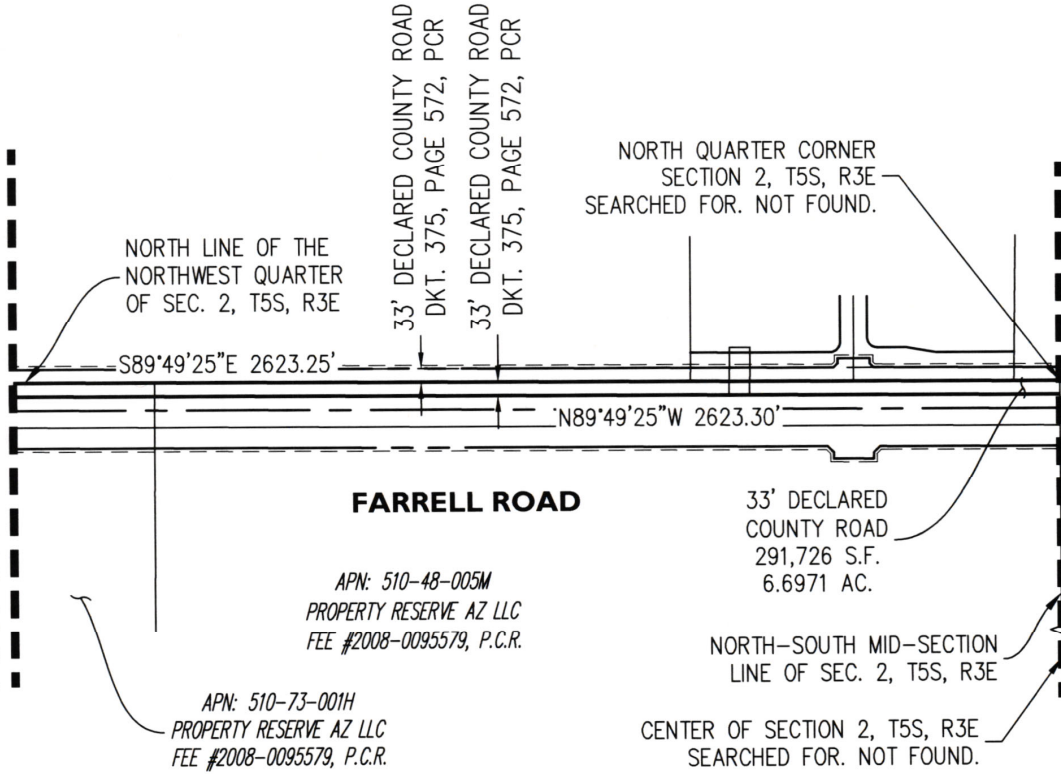 33' DECLARED COUNTY ROAD
DKT. 375, PAGE 572, PCR
33' DECLARED COUNTY ROAD
DKT. 375, PAGE 572, PCR
NORTH QUARTER CORNER
SECTION 2, T5S, R3E
SEARCHED FOR. NOT FOUND.
NORTH LINE OF THE
NORTHWEST QUARTER
OF SEC. 2, T5S, R3E
S89°49'25"E 2623.25'
N89°49'25"W 2623.30'
FARRELL ROAD
33' DECLARED
COUNTY ROAD
291,726 S.F.
6.6971 AC.
APN: 510-48-005M
PROPERTY RESERVE AZ LLC
FEE #2008-0095579, P.C.R.
NORTH-SOUTH MID-SECTION
LINE OF SEC. 2, T5S, R3E
APN: 510-73-001H
PROPERTY RESERVE AZ LLC
FEE #2008-0095579, P.C.R.
CENTER OF SECTION 2, T5S, R3E
SEARCHED FOR. NOT FOUND.